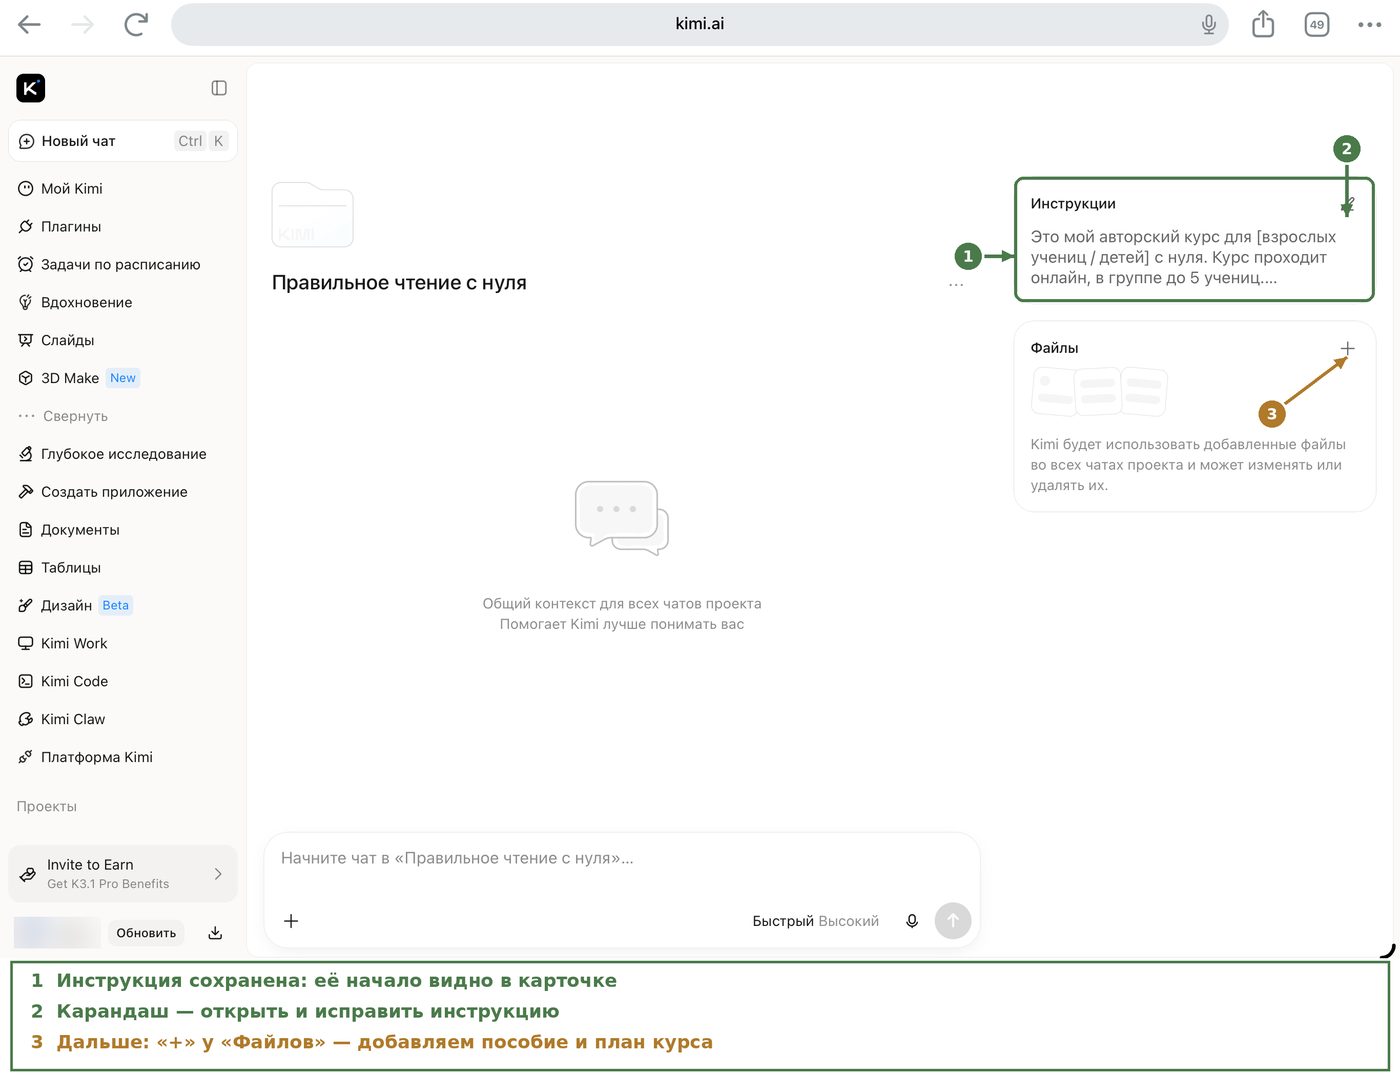 kimi.ai
49
K
Новый чат
Ctrl K
Мой Kimi
Плагины
Задачи по расписанию
Вдохновение
Слайды
3D Make New
Свернуть
Глубокое исследование
Создать приложение
Документы
Таблицы
Дизайн Beta
Kimi Work
Kimi Code
Kimi Claw
Платформа Kimi
Проекты
Invite to Earn
Get K3.1 Pro Benefits
Обновить
KIMI
Правильное чтение с нуля
...
Общий контекст для всех чатов проекта
Помогает Kimi лучше понимать вас
Начните чат в «Правильное чтение с нуля»...
Быстрый Высокий
2
Инструкции
1
Это мой авторский курс для [взрослых
учениц / детей] с нуля. Курс проходит
онлайн, в группе до 5 учениц....
Файлы
3
Kimi будет использовать добавленные файлы
во всех чатах проекта и может изменять или
удалять их.
1 Инструкция сохранена: её начало видно в карточке
2 Карандаш — открыть и исправить инструкцию
3 Дальше: «+» у «Файлов» — добавляем пособие и план курса